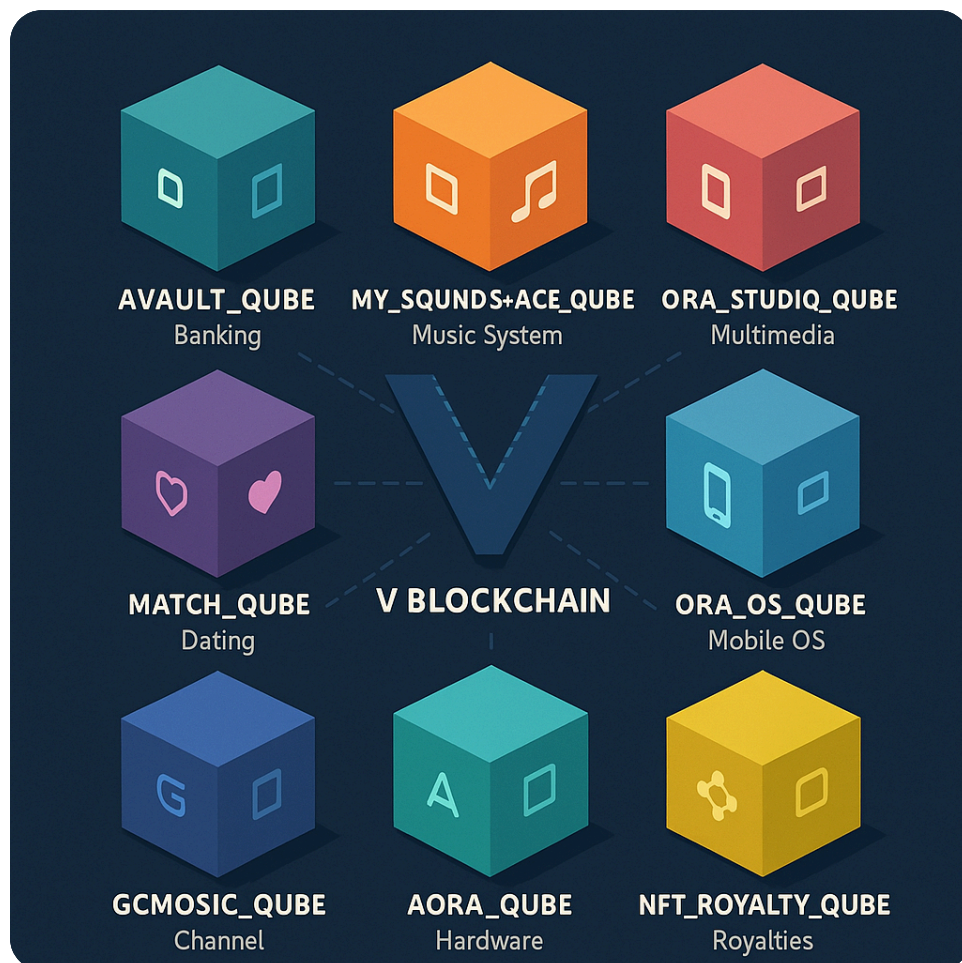 AVAULT_QUBE
Banking
MY_SQUNDS+ACE_QUBE
Music System
ORA_STUDIQ_QUBE
Multimedia
V
MATCH_QUBE
Dating
V BLOCKCHAIN
ORA_OS_QUBE
Mobile OS
G
A
GCMOSIC_QUBE
Channel
AORA_QUBE
Hardware
NFT_ROYALTY_QUBE
Royalties